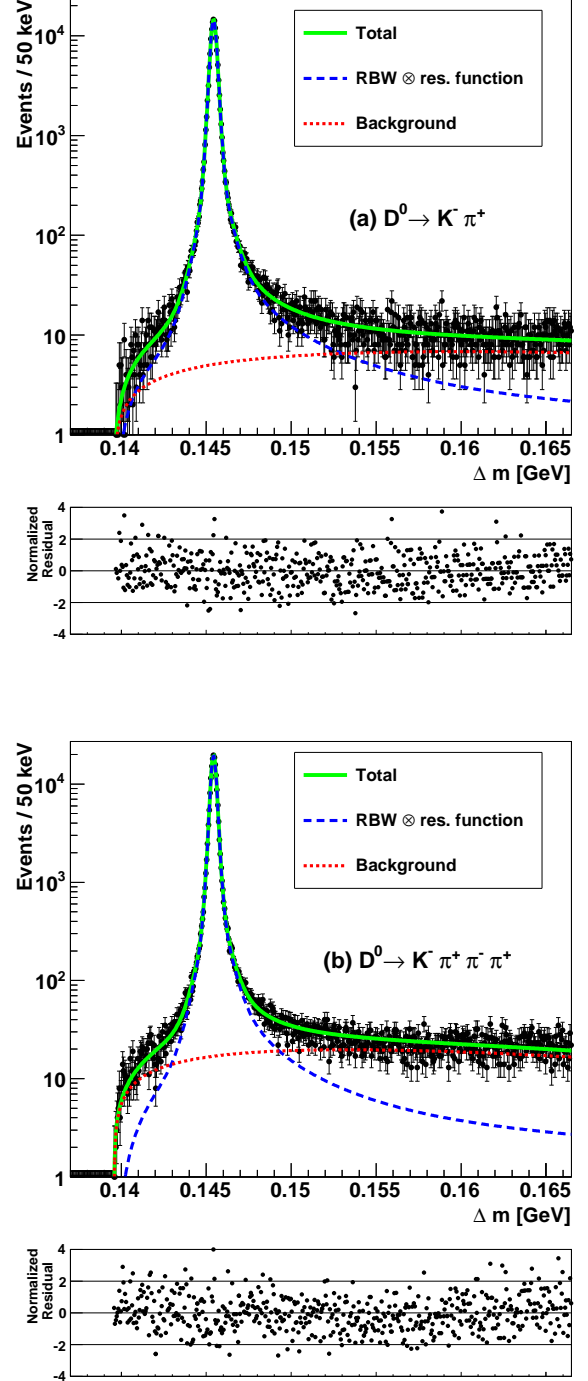 Events / 50 keV
10⁴
10³
10²
10
1
Total
RBW ⊗ res. function
Background
(a) D⁰→ K⁻ π⁺
0.14 0.145 0.15 0.155 0.16 0.165
Δ m [GeV]
Normalized
Residual
4
2
0
-2
-4
Events / 50 keV
10⁴
10³
10²
10
1
Total
RBW ⊗ res. function
Background
(b) D⁰→ K⁻ π⁺ π⁻ π⁺
0.14 0.145 0.15 0.155 0.16 0.165
Δ m [GeV]
Normalized
Residual
4
2
0
-2
-4